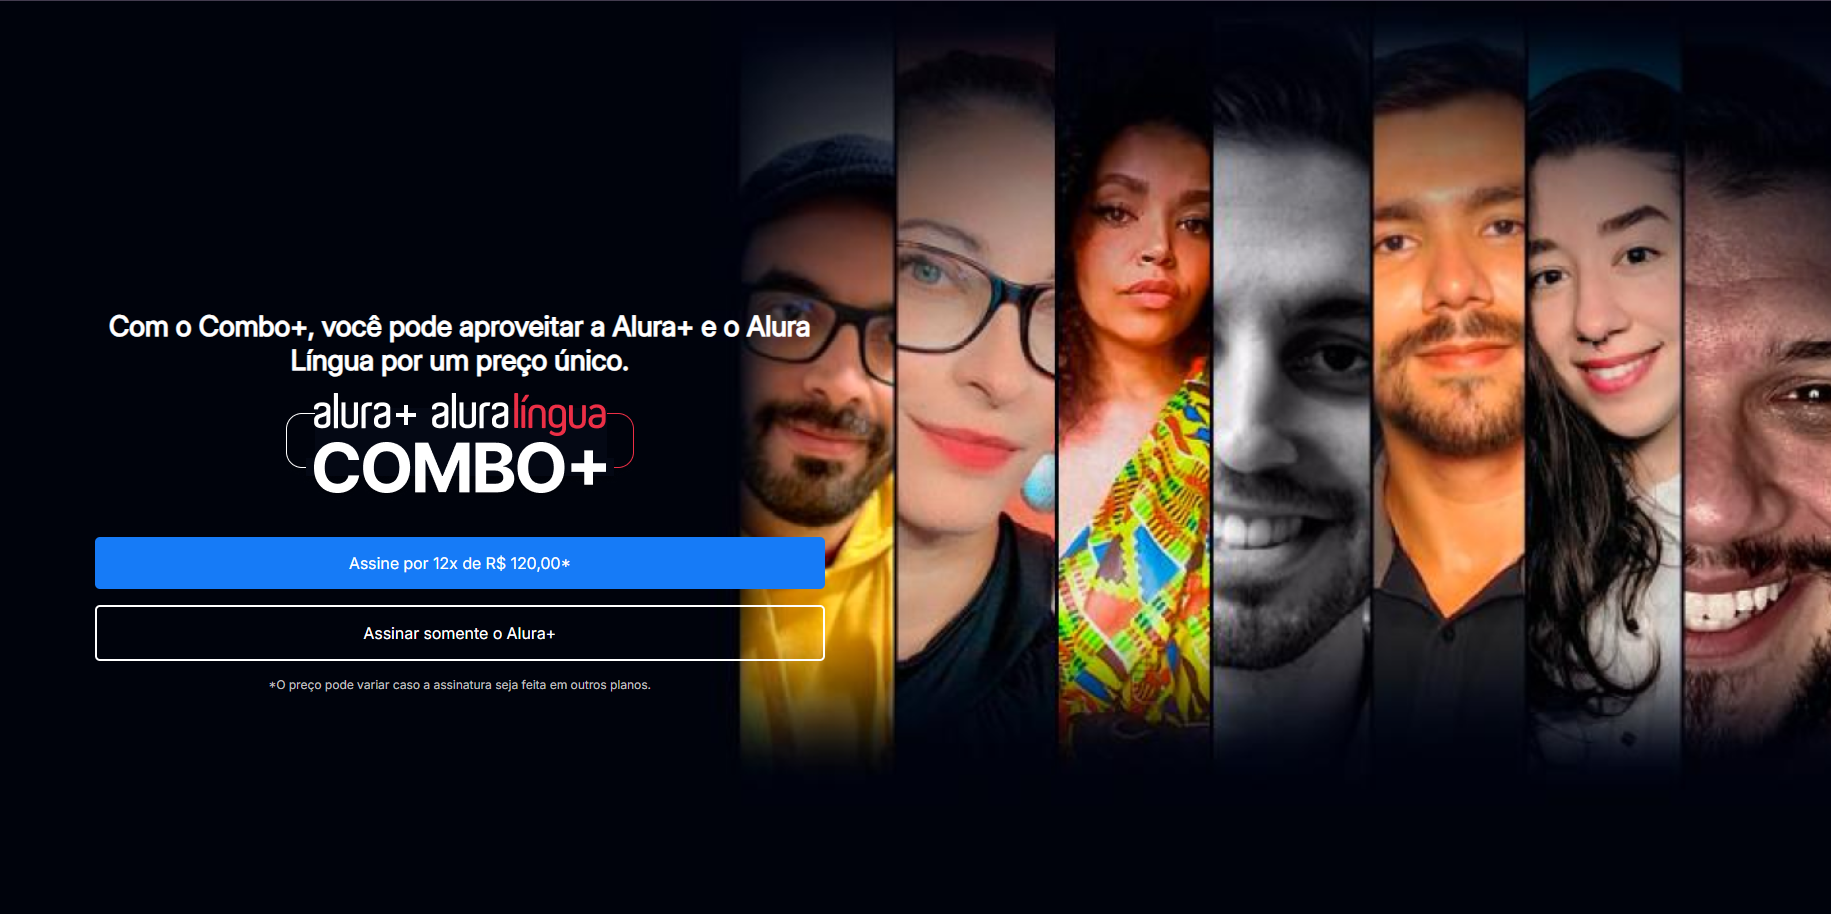 Com o Combo+, você pode aproveitar a Alura+ e o Alura
Língua por um preço único.
alura+ aluralíngua
COMBO+
Assine por 12x de R$ 120,00*
Assinar somente o Alura+
*O preço pode variar caso a assinatura seja feita em outros planos.